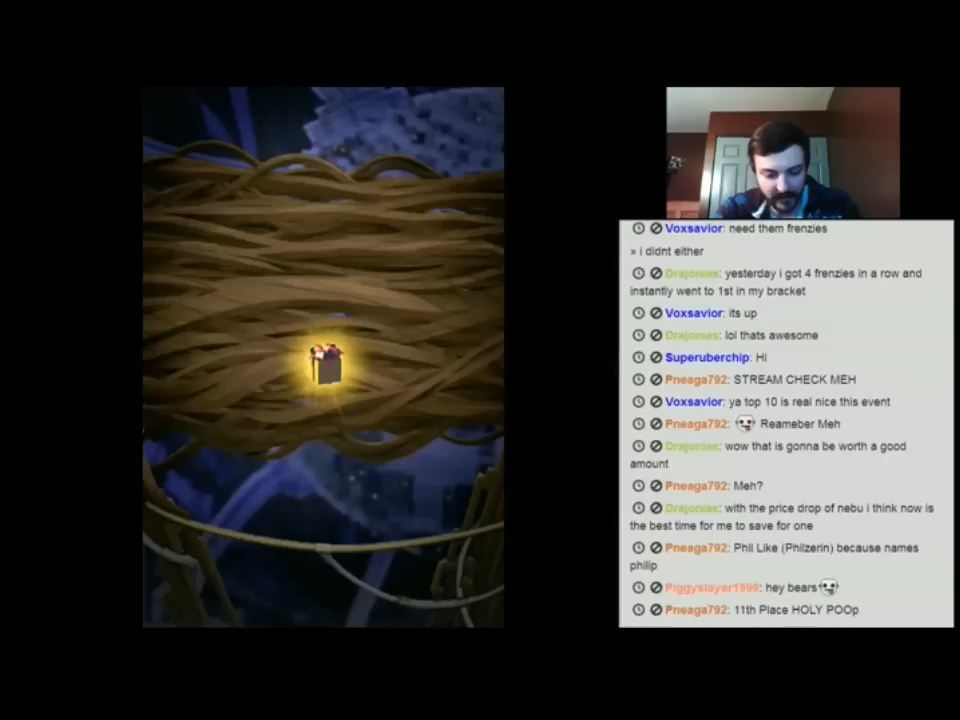 Voxsavior: need them frenzies
» i didnt either
Drajonias: yesterday i got 4 frenzies in a row and
instantly went to 1st in my bracket
Voxsavior: its up
Drajonias: lol thats awesome
Superuberchip: Hi
Pneaga792: STREAM CHECK MEH
Voxsavior: ya top 10 is real nice this event
Pneaga792: Reameber Meh
Drajonias: wow that is gonna be worth a good
amount
Pneaga792: Meh?
Drajonias: with the price drop of nebu i think now is
the best time for me to save for one
Pneaga792: Phil Like (Philzerin) because names
philip
Piggyslayer1999: hey bears
Pneaga792: 11th Place HOLY POOp